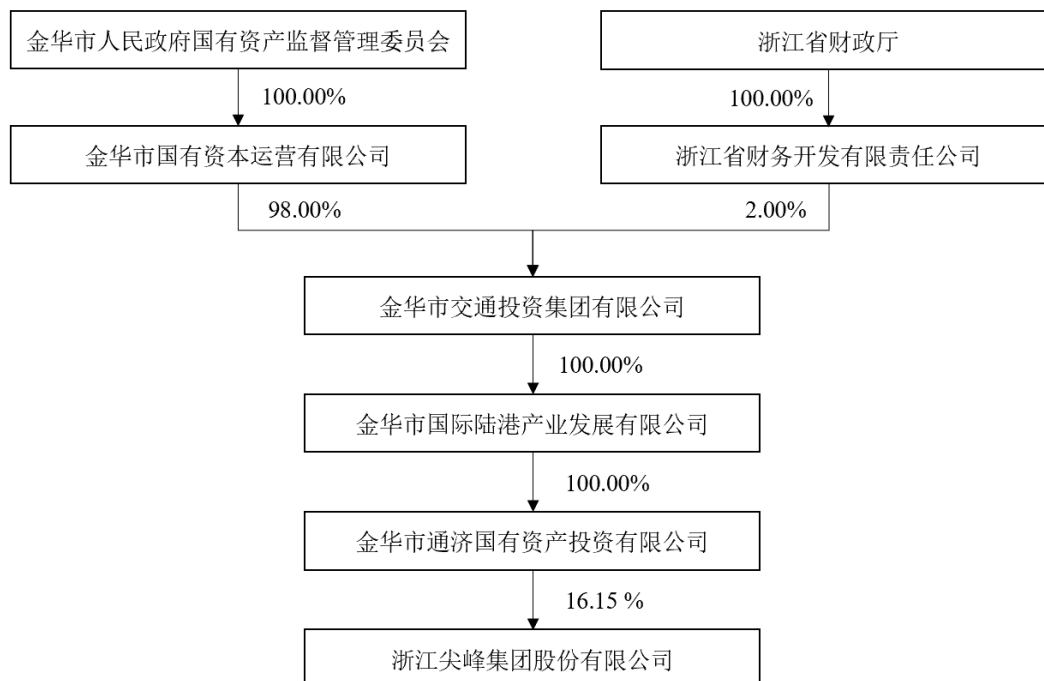 金华市人民政府国有资产监督管理委员会
浙江省财政厅
100.00%
100.00%
金华市国有资本运营有限公司
浙江省财务开发有限责任公司
98.00%
2.00%
金华市交通投资集团有限公司
100.00%
金华市国际陆港产业发展有限公司
100.00%
金华市通济国有资产投资有限公司
16.15 %
浙江尖峰集团股份有限公司